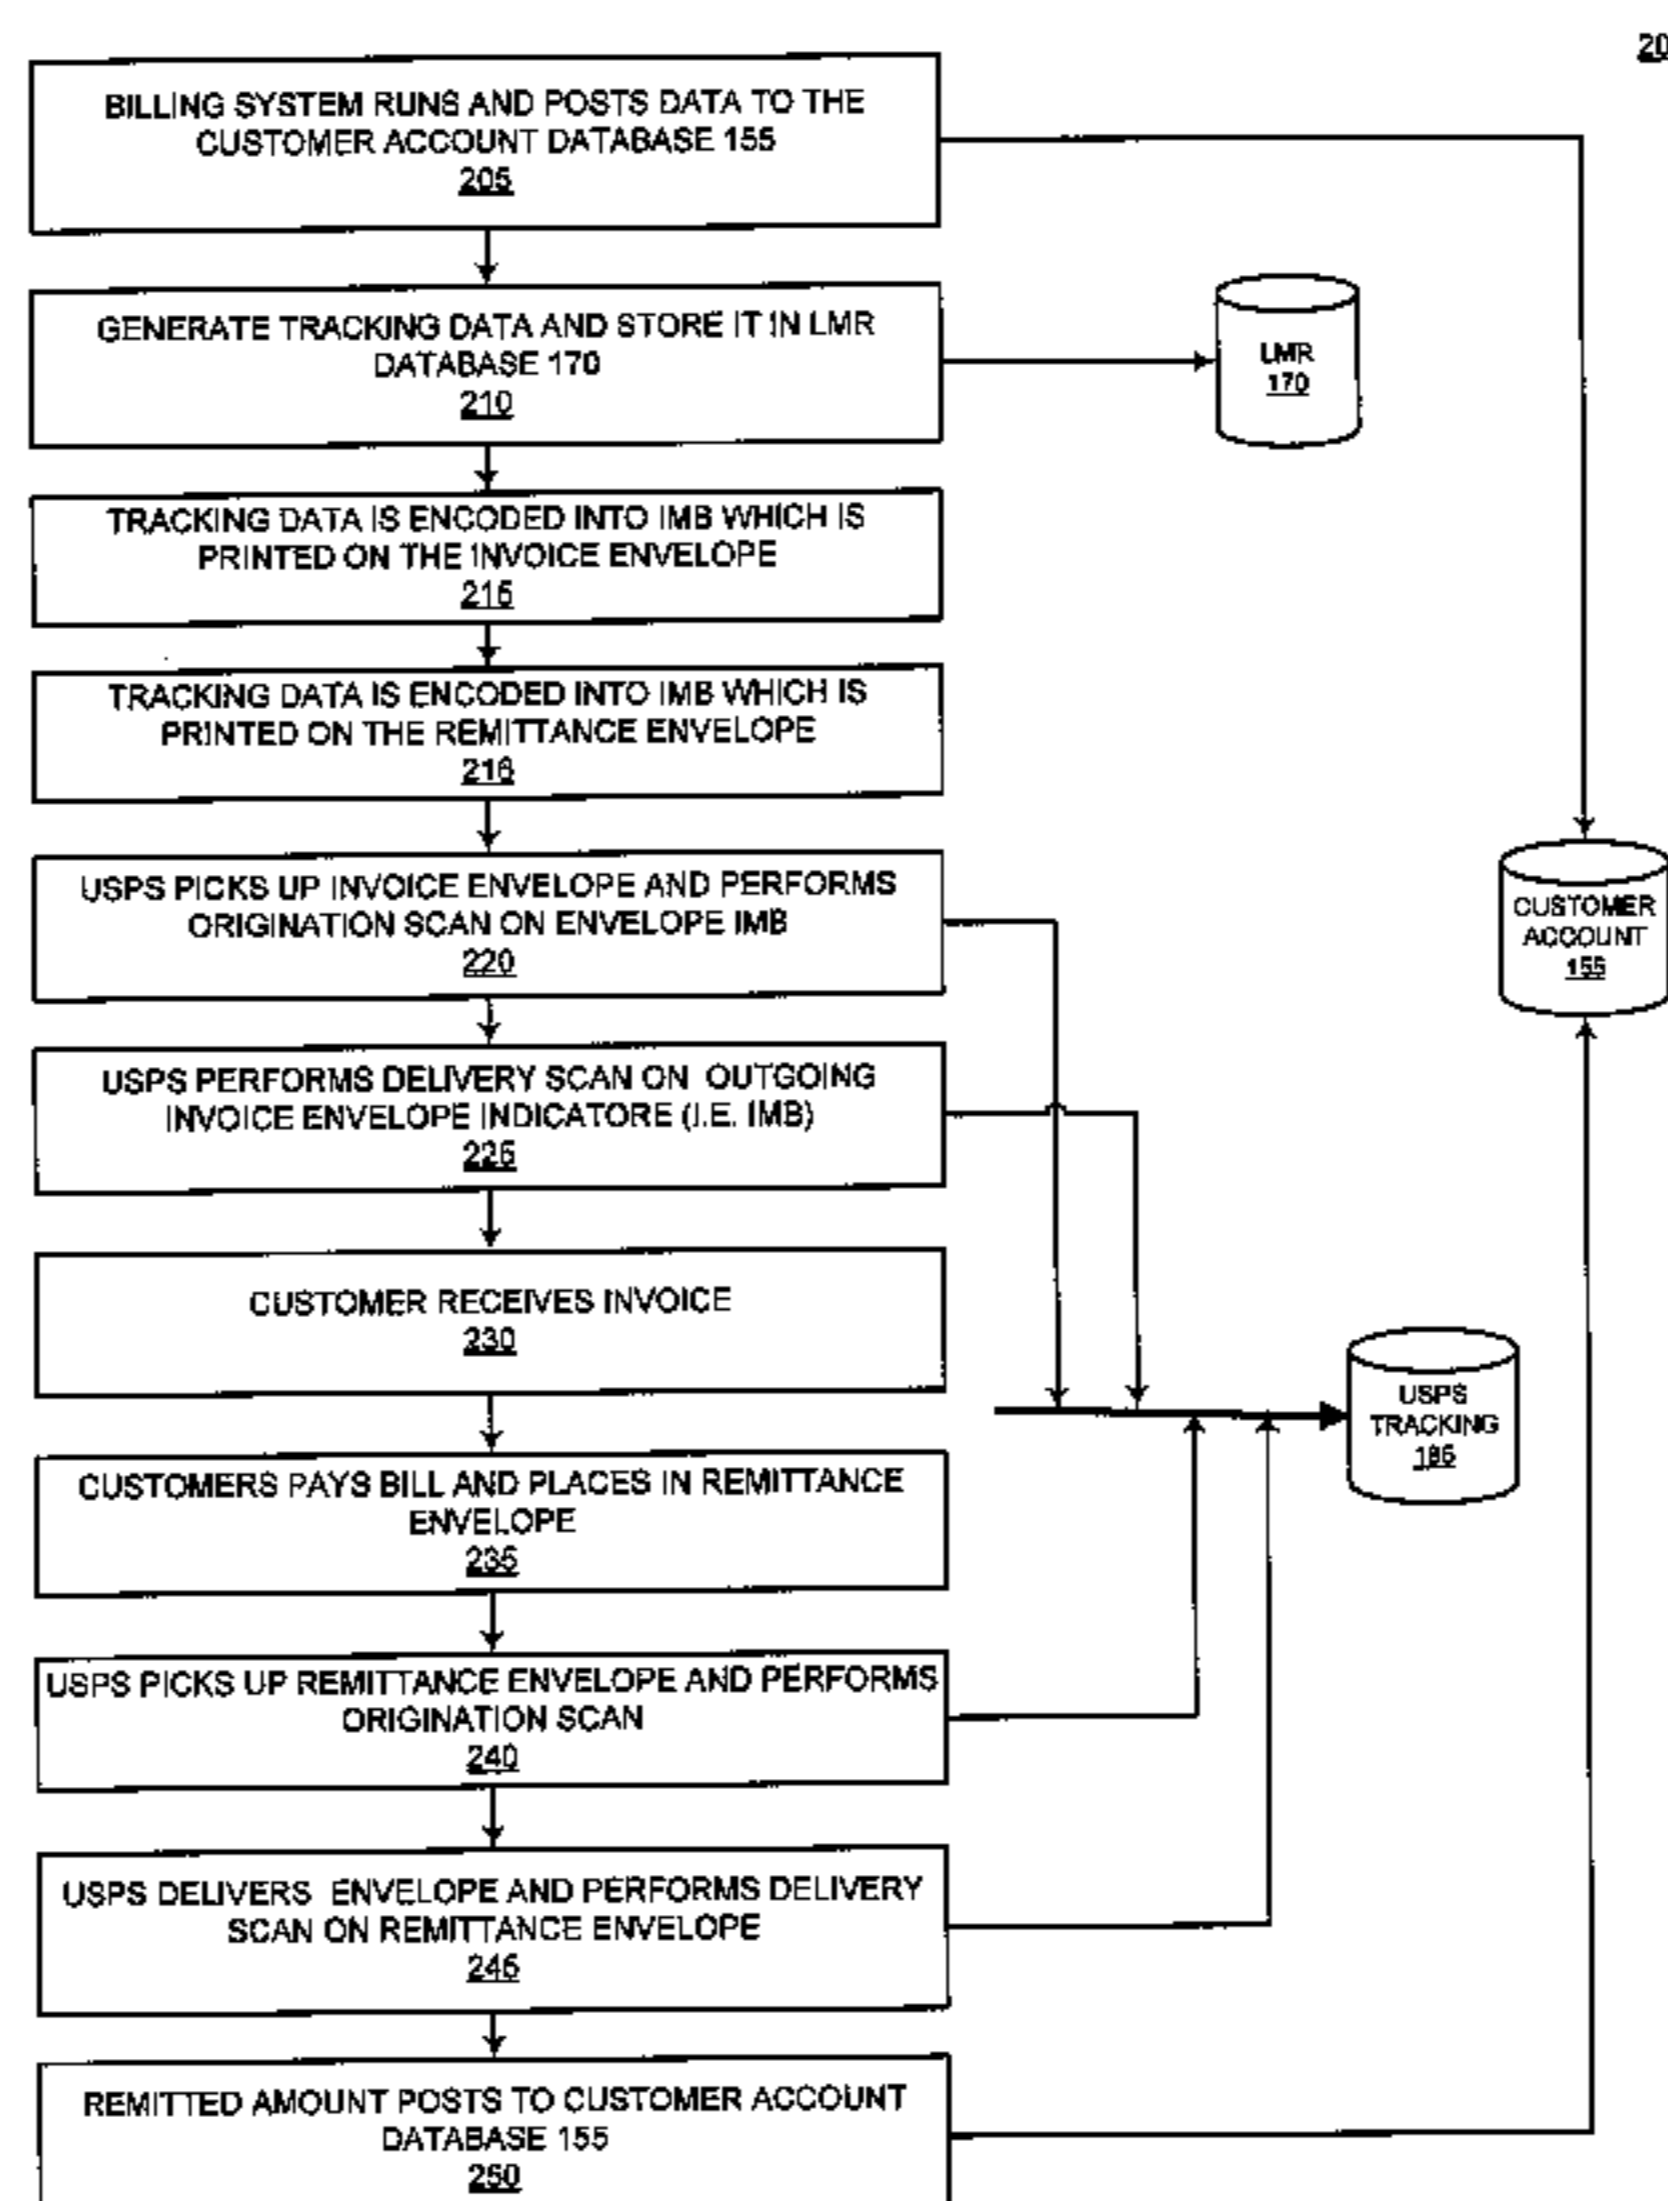 20
BILLING SYSTEM RUNS AND POSTS DATA TO THE
CUSTOMER ACCOUNT DATABASE 155
205
GENERATE TRACKING DATA AND STORE IT IN LMR
DATABASE 170
210
LMR
170
TRACKING DATA IS ENCODED INTO IMB WHICH IS
PRINTED ON THE INVOICE ENVELOPE
215
TRACKING DATA IS ENCODED INTO IMB WHICH IS
PRINTED ON THE REMITTANCE ENVELOPE
216
USPS PICKS UP INVOICE ENVELOPE AND PERFORMS
ORIGINATION SCAN ON ENVELOPE IMB
220
CUSTOMER
ACCOUNT
155
USPS PERFORMS DELIVERY SCAN ON OUTGOING
INVOICE ENVELOPE INDICATORE (I.E. IMB)
225
CUSTOMER RECEIVES INVOICE
230
USPS
TRACKING
185
CUSTOMERS PAYS BILL AND PLACES IN REMITTANCE
ENVELOPE
235
USPS PICKS UP REMITTANCE ENVELOPE AND PERFORMS
ORIGINATION SCAN
240
USPS DELIVERS ENVELOPE AND PERFORMS DELIVERY
SCAN ON REMITTANCE ENVELOPE
245
REMITTED AMOUNT POSTS TO CUSTOMER ACCOUNT
DATABASE 155
250